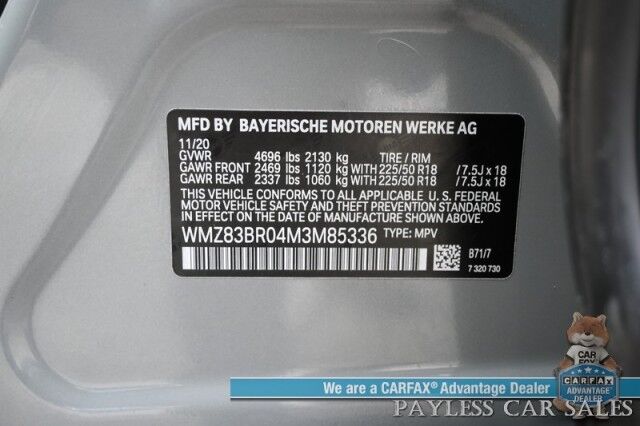 MFD BY BAYERISCHE MOTOREN WERKE AG
11/20
GVWR 4696 lbs 2130 kg TIRE / RIM
GAWR FRONT 2469 lbs 1120 kg WITH 225/50 R18 / 7.5J x 18
GAWR REAR 2337 lbs 1060 kg WITH 225/50 R18 / 7.5J x 18
THIS VEHICLE CONFORMS TO ALL APPLICABLE U. S. FEDERAL
MOTOR VEHICLE SAFETY AND THEFT PREVENTION STANDARDS
IN EFFECT ON THE DATE OF MANUFACTURE SHOWN ABOVE.
WMZ83BR04M3M85336 TYPE: MPV
B71/7
7 320 730
CAR
FOX
We are a CARFAX® Advantage Dealer
CARFAX
ADVANTAGE
DEALER
PAYLESS CAR SALES